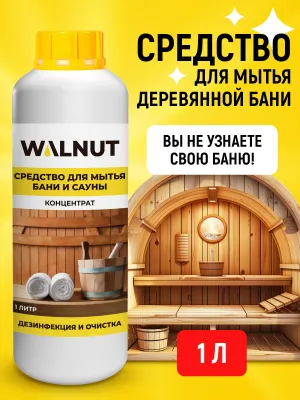 СРЕДСТВО
ДЛЯ МЫТЬЯ
ДЕРЕВЯННОЙ БАНИ
ВЫ НЕ УЗНАЕТЕ
СВОЮ БАНЮ!
WALNUT
СРЕДСТВО ДЛЯ МЫТЬЯ
БАНИ И САУНЫ
КОНЦЕНТРАТ
1 ЛИТР
ДЕЗИНФЕКЦИЯ И ОЧИСТКА
1 Л